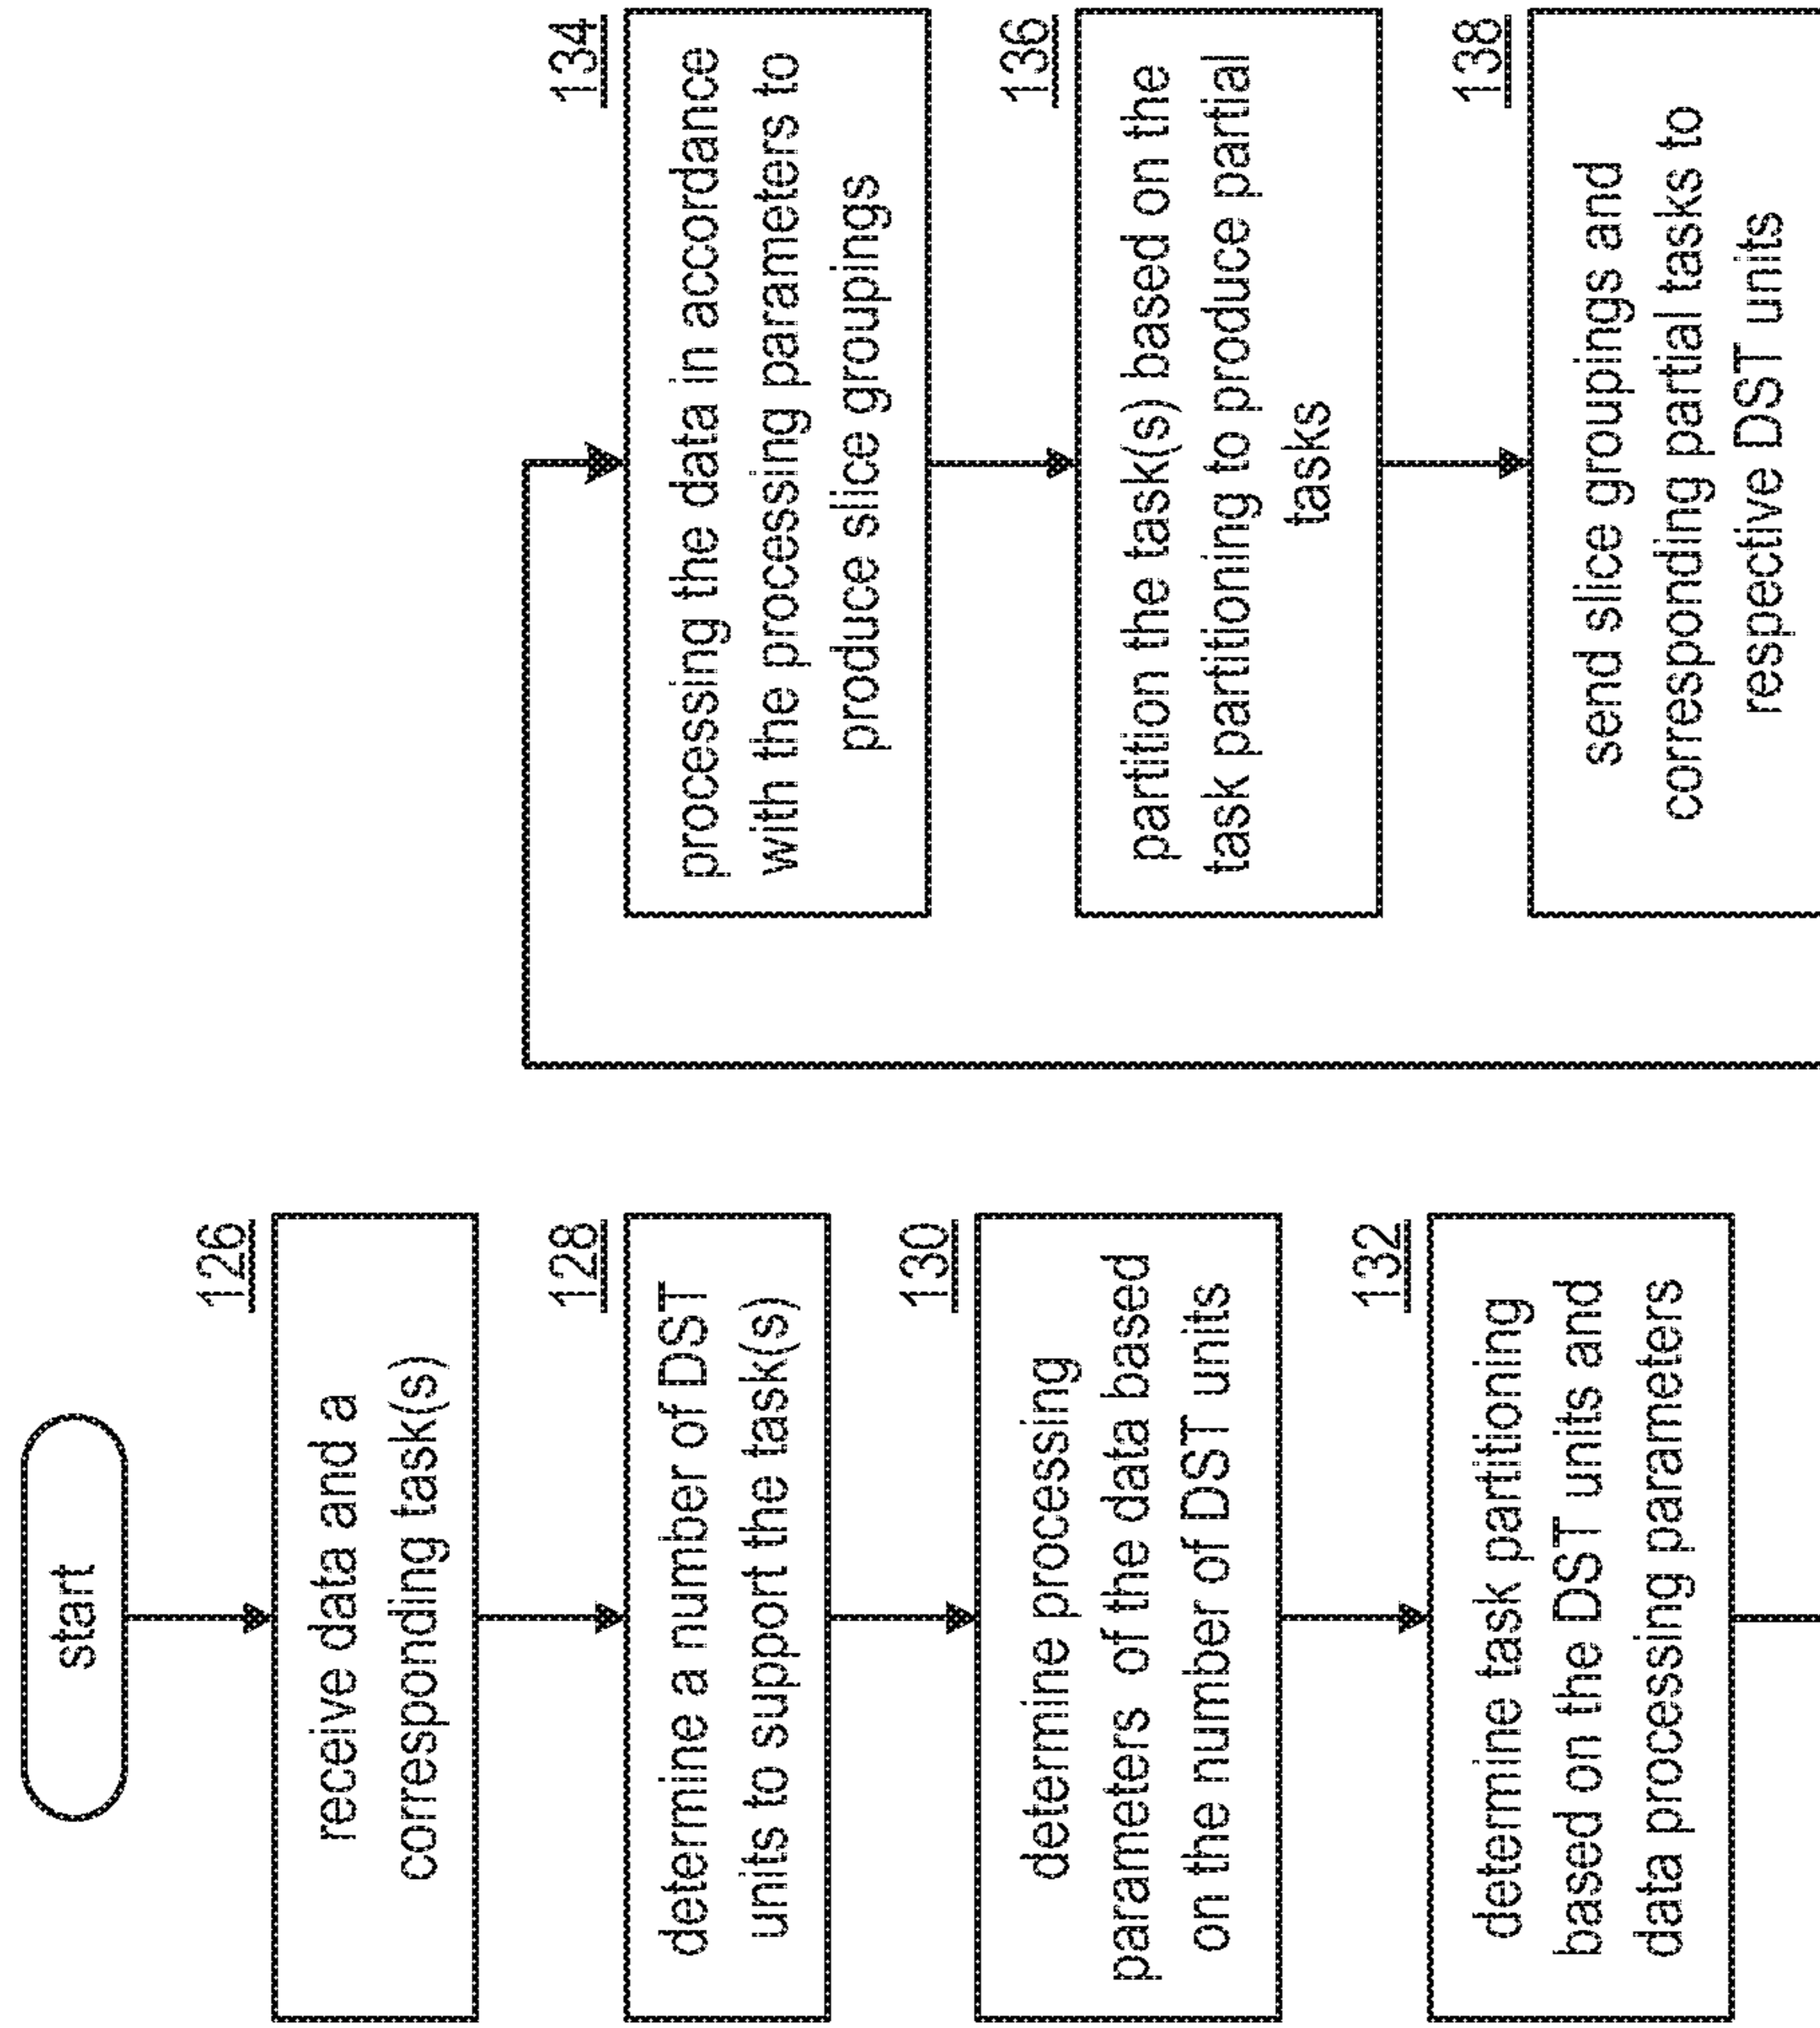 start
126
receive data and a
corresponding task(s)
128
determine a number of DST
units to support the task(s)
130
determine processing
parameters of the data based
on the number of DST units
132
determine task partitioning
based on the DST units and
data processing parameters
134
processing the data in accordance
with the processing parameters to
produce slice groupings
136
partition the task(s) based on the
task partitioning to produce partial
tasks
138
send slice groupings and
corresponding partial tasks to
respective DST units